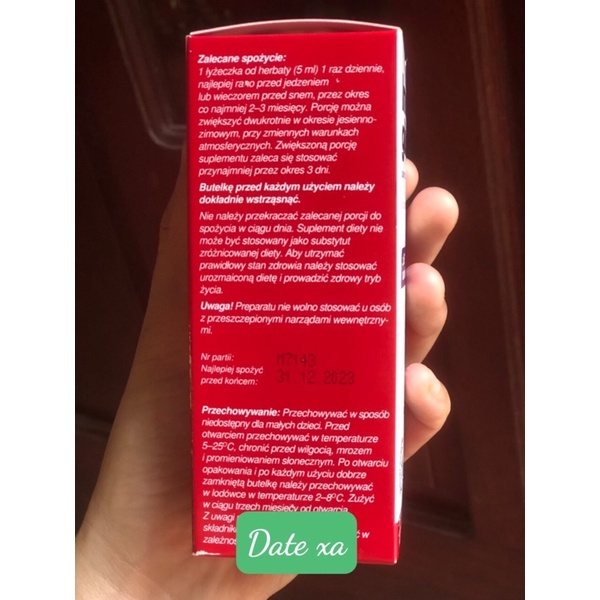 Zalecane spożycie:
1 łyżeczka od herbaty (5 ml) 1 raz dziennie,
najlepiej rano przed jedzeniem
lub wieczorem przed snem, przez okres
co najmniej 2–3 miesięcy. Porcję można
zwiększyć dwukrotnie w okresie jesienno-
zimowym, przy zmiennych warunkach
atmosferycznych. Zwiększoną porcję
suplementu zaleca się stosować
przynajmniej przez okres 3 dni.
Butelkę przed każdym użyciem należy
dokładnie wstrząsnąć.
Nie należy przekraczać zalecanej porcji do
spożycia w ciągu dnia. Suplement diety nie
może być stosowany jako substytut
zróżnicowanej diety. Aby utrzymać
prawidłowy stan zdrowia należy stosować
urozmaiconą dietę i prowadzić zdrowy tryb
życia.
Uwaga! Preparatu nie wolno stosować u osób
z przeszczepionymi narządami wewnętrzny-
mi.
Nr partii: M7143
Najlepiej spożyć
przed końcem: 31 12 2023
Przechowywanie: Przechowywać w sposób
niedostępny dla małych dzieci. Przed
otwarciem przechowywać w temperaturze
5–25°C, chronić przed wilgocią, mrozem
i promieniowaniem słonecznym. Po otwarciu
opakowania i po każdym użyciu dobrze
zamkniętą butelkę należy przechowywać
w lodówce w temperaturze 2–8°C. Zużyć
w ciągu trzech miesięcy od otwarcia.
Z uwagi
w
Date xa